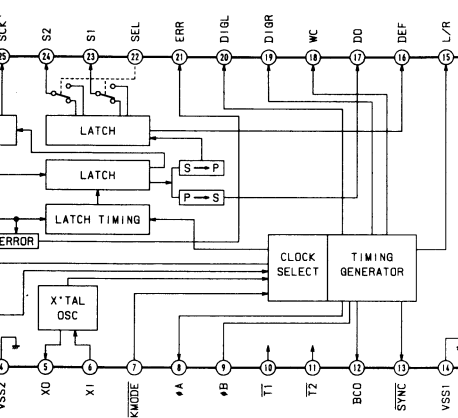 SCK
S2
S1
SEL
ERR
DIGL
DIGR
WC
DO
DEF
L/R
25
24
23
22
21
20
19
18
17
16
15
LATCH
LATCH
S → P
P → S
LATCH TIMING
ERROR
CLOCK SELECT
TIMING GENERATOR
X'TAL
OSC
4
5
6
7
8
9
10
11
12
13
14
VSS2
XO
XI
KMODE
φA
φB
T1
T2
BCO
SYNC
VSS1